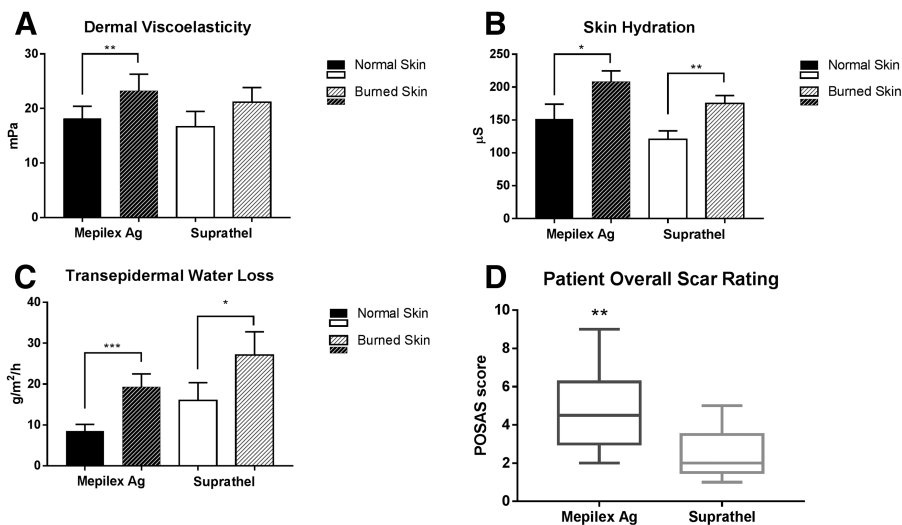 A
Dermal Viscoelasticity
30
20
10
0
mPa
**
Mepilex Ag
Suprathel
Normal Skin
Burned Skin
B
Skin Hydration
250
200
150
100
50
0
µS
*
**
Mepilex Ag
Suprathel
Normal Skin
Burned Skin
C
Transepidermal Water Loss
40
30
20
10
0
g/m²/h
***
*
Mepilex Ag
Suprathel
Normal Skin
Burned Skin
D
Patient Overall Scar Rating
10
8
6
4
2
0
POSAS score
**
Mepilex Ag
Suprathel